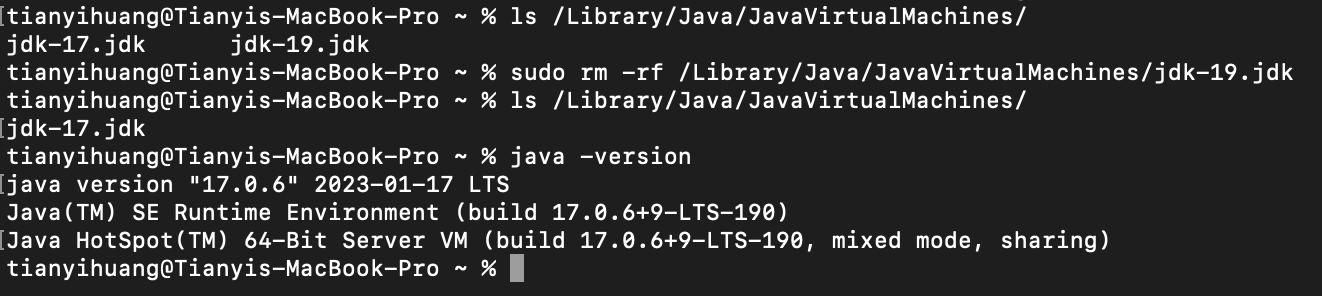 [tianyihuang@Tianyis-MacBook-Pro ~ % ls /Library/Java/JavaVirtualMachines/
jdk-17.jdk jdk-19.jdk
tianyihuang@Tianyis-MacBook-Pro ~ % sudo rm -rf /Library/Java/JavaVirtualMachines/jdk-19.jdk
tianyihuang@Tianyis-MacBook-Pro ~ % ls /Library/Java/JavaVirtualMachines/
[jdk-17.jdk
tianyihuang@Tianyis-MacBook-Pro ~ % java -version
[java version "17.0.6" 2023-01-17 LTS
Java(TM) SE Runtime Environment (build 17.0.6+9-LTS-190)
[Java HotSpot(TM) 64-Bit Server VM (build 17.0.6+9-LTS-190, mixed mode, sharing)
tianyihuang@Tianyis-MacBook-Pro ~ %